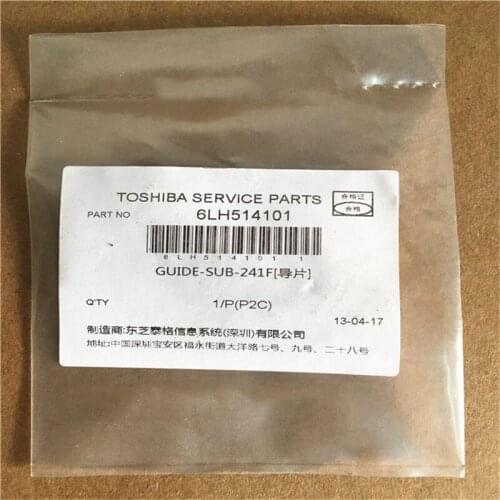 TOSHIBA SERVICE PARTS
合格证
合格
PART NO 6LH514101
6LH514101 1
GUIDE-SUB-241F[导片]
Q'TY 1/P(P2C)
13-04-17
制造商:东芝泰格信息系统(深圳)有限公司
地址:中国深圳宝安区福永街道大洋路七号、九号、二十八号